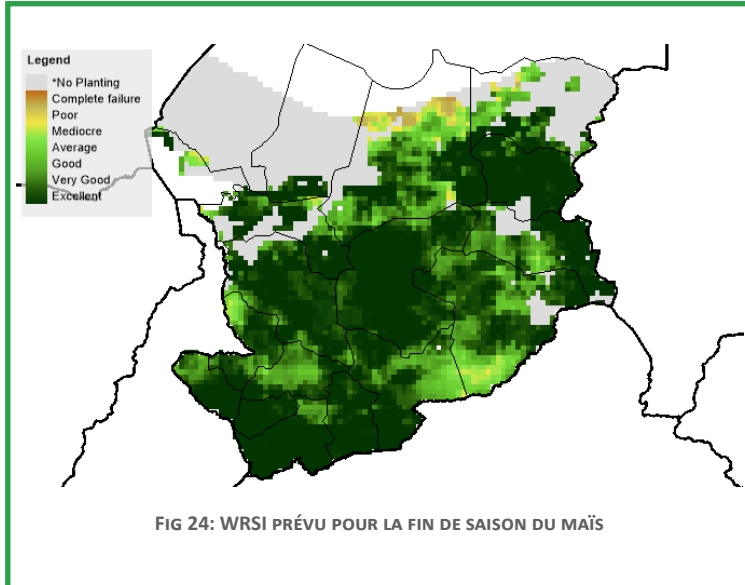 Legend
*No Planting
Complete failure
Poor
Mediocre
Average
Good
Very Good
Excellent
FIG 24: WRSI PRÉVU POUR LA FIN DE SAISON DU MAÏS